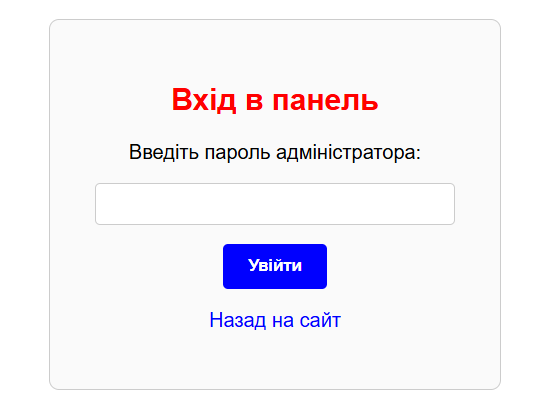 Вхід в панель
Введіть пароль адміністратора:
Увійти
Назад на сайт